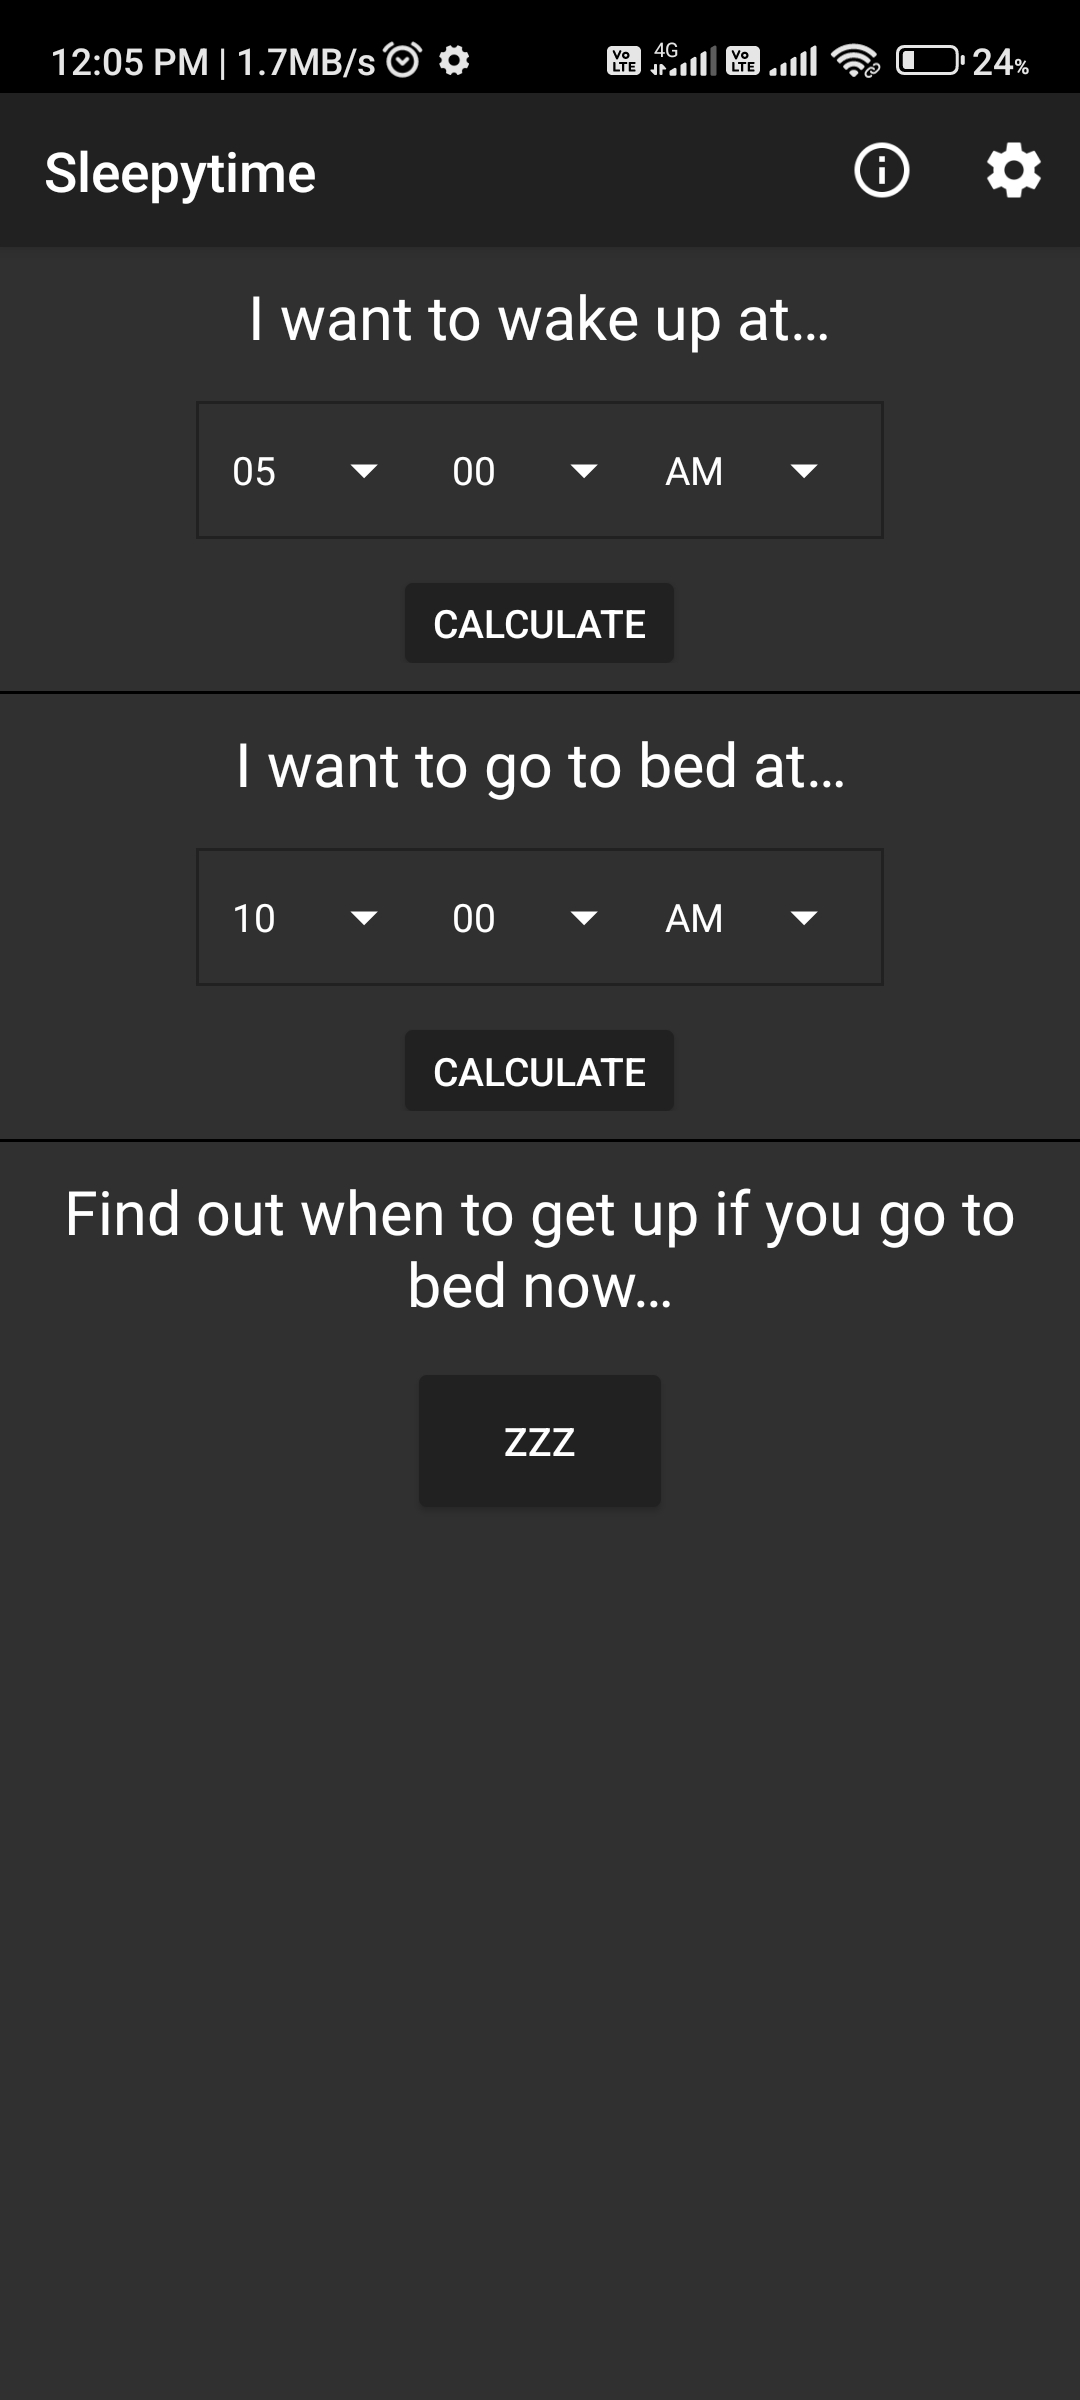 12:05 PM | 1.7MB/s Vo LTE 4G Vo LTE 24%
Sleepytime
I want to wake up at...
05 00 AM
CALCULATE
I want to go to bed at...
10 00 AM
CALCULATE
Find out when to get up if you go to
bed now...
ZZZ